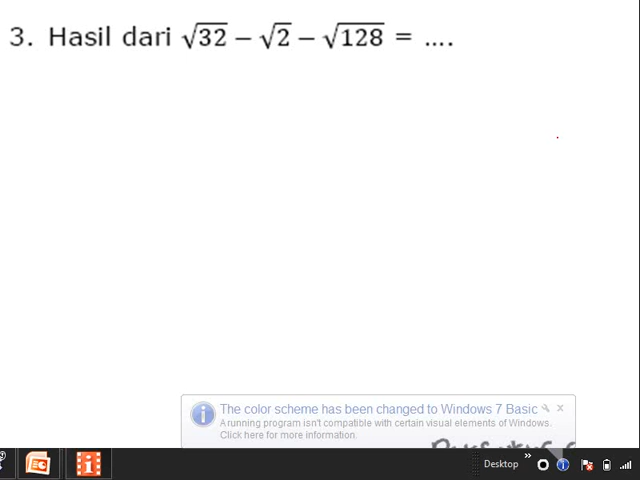 3. Hasil dari √32 – √2 – √128 = ....
The color scheme has been changed to Windows 7 Basic
A running program isn't compatible with certain visual elements of Windows.
Click here for more information.
Desktop